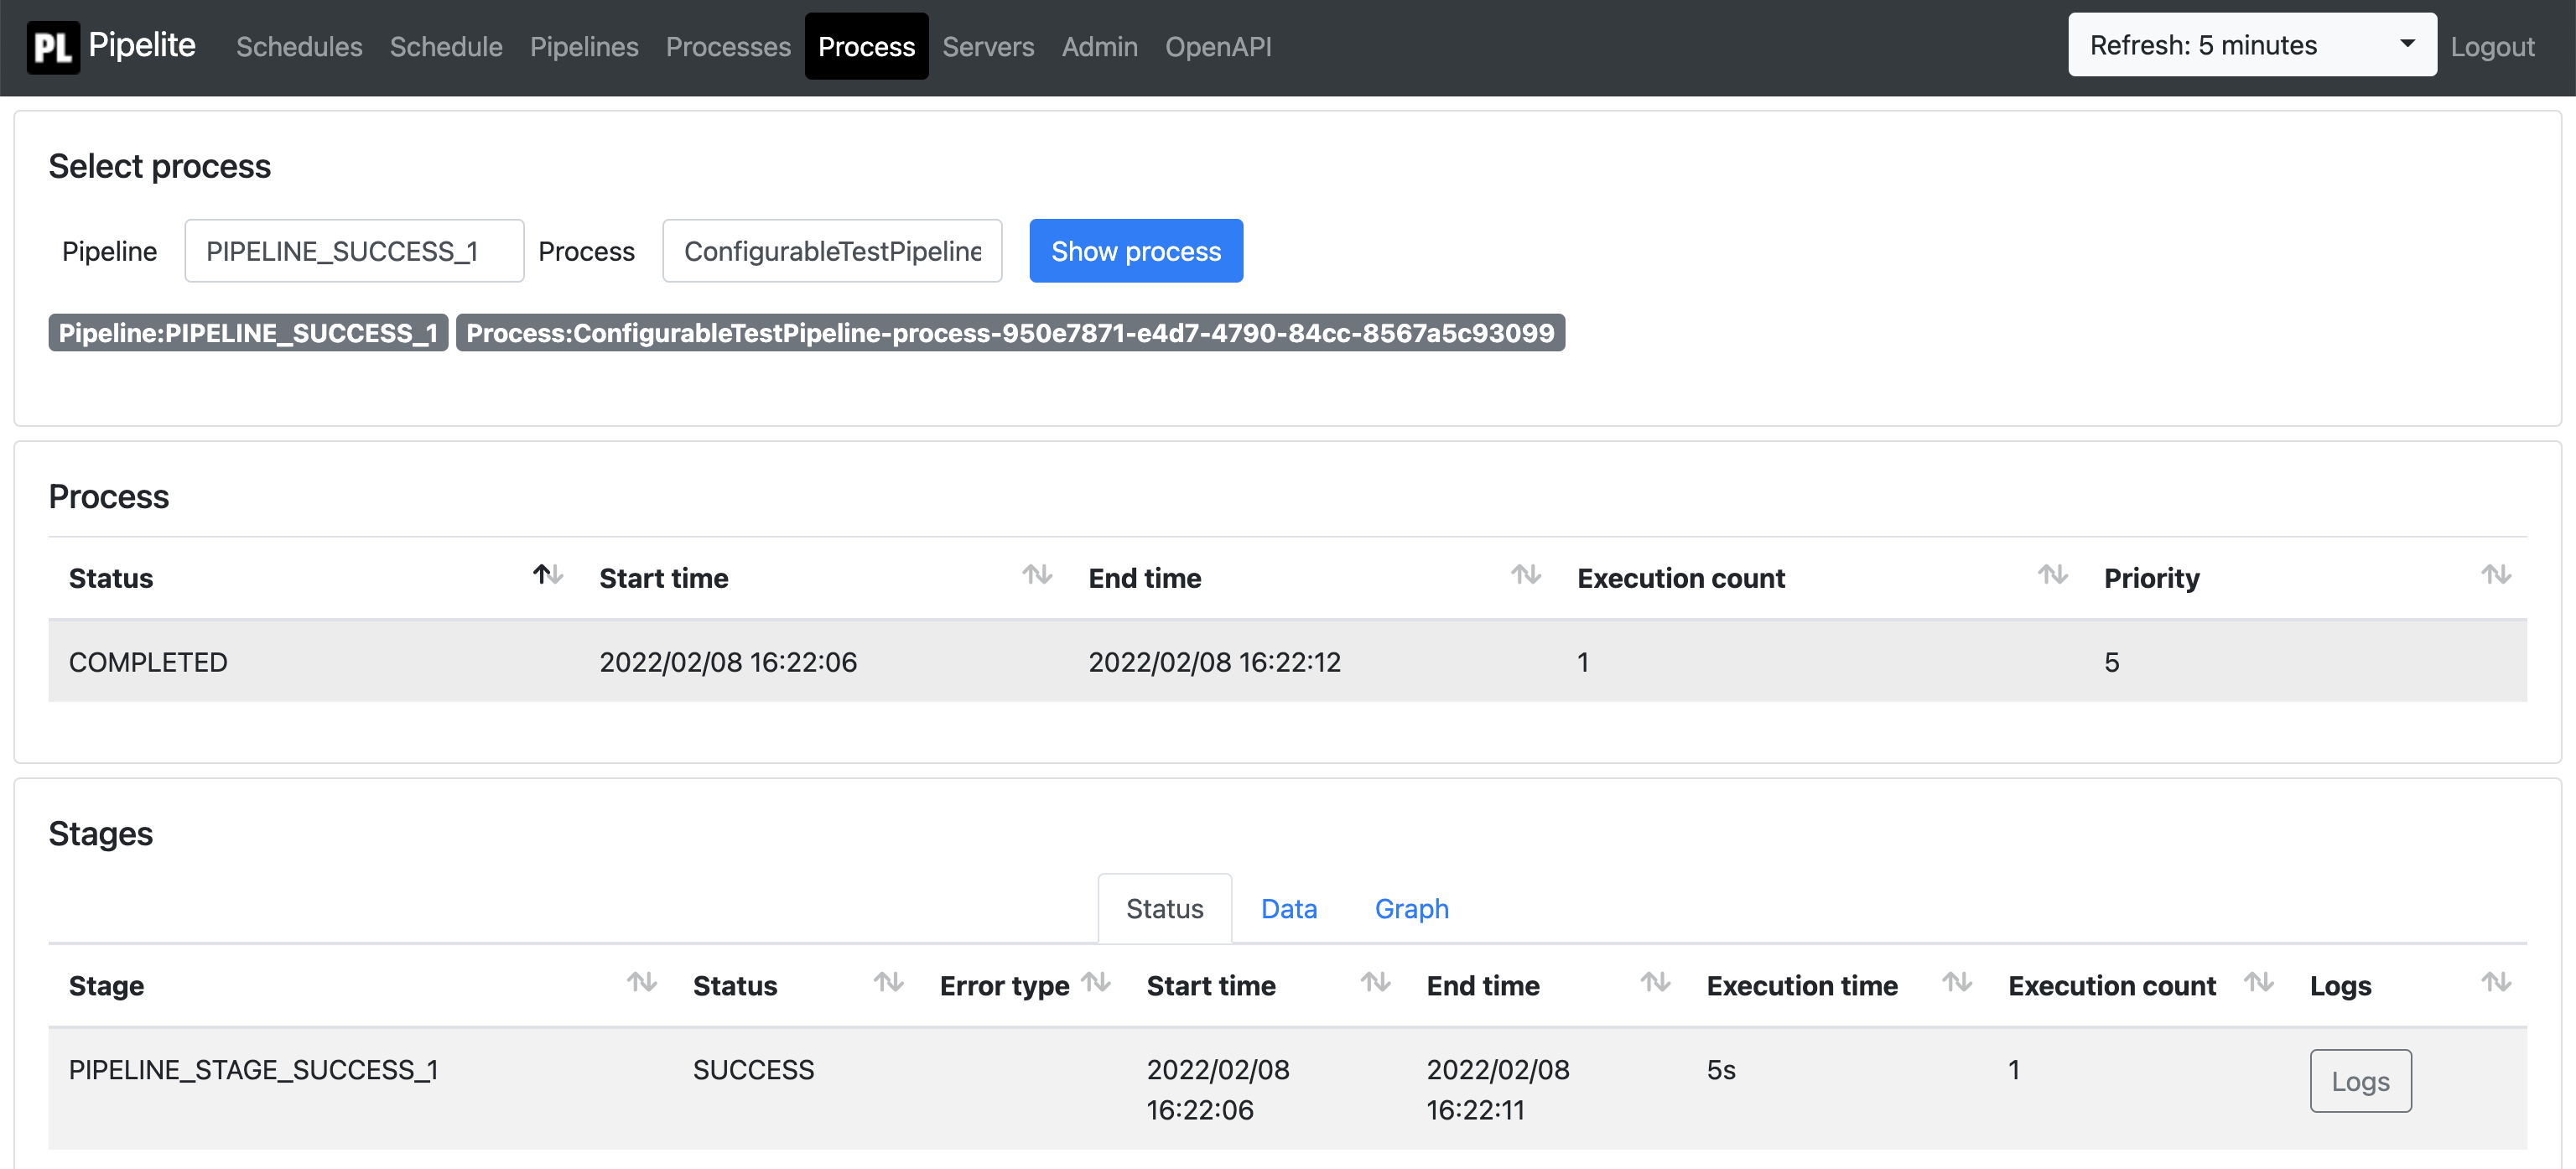 PL Pipelite Schedules Schedule Pipelines Processes Process Servers Admin OpenAPI Refresh: 5 minutes Logout
Select process
Pipeline PIPELINE_SUCCESS_1 Process ConfigurableTestPipeline Show process
Pipeline:PIPELINE_SUCCESS_1 Process:ConfigurableTestPipeline-process-950e7871-e4d7-4790-84cc-8567a5c93099
Process
Status Start time End time Execution count Priority
COMPLETED 2022/02/08 16:22:06 2022/02/08 16:22:12 1 5
Stages
Status Data Graph
Stage Status Error type Start time End time Execution time Execution count Logs
PIPELINE_STAGE_SUCCESS_1 SUCCESS 2022/02/08 2022/02/08 5s 1 Logs
16:22:06 16:22:11